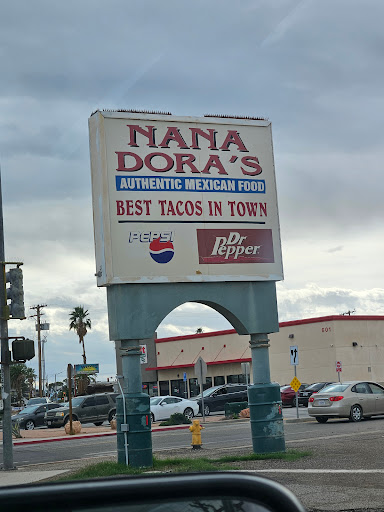 NANA
DORA'S
AUTHENTIC MEXICAN FOOD
BEST TACOS IN TOWN
PEPSI
Dr Pepper